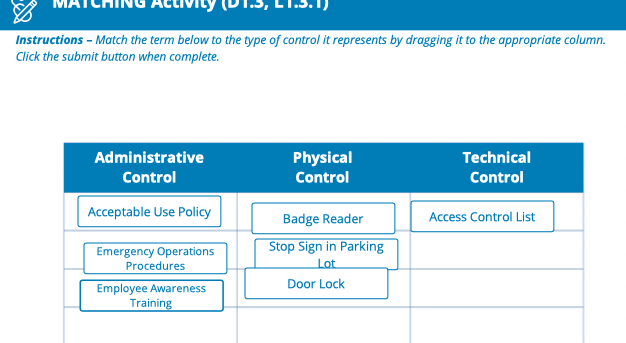 MATCHING Activity (D1.3, L1.3.1)
Instructions – Match the term below to the type of control it represents by dragging it to the appropriate column.
Click the submit button when complete.
Administrative
Control
Physical
Control
Technical
Control
Acceptable Use Policy
Badge Reader
Access Control List
Emergency Operations
Procedures
Stop Sign in Parking
Lot
Employee Awareness
Training
Door Lock